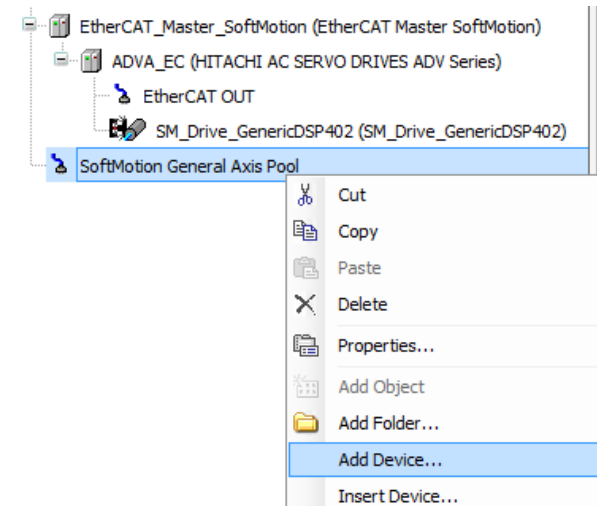 EtherCAT_Master_SoftMotion (EtherCAT Master SoftMotion)
ADVA_EC (HITACHI AC SERVO DRIVES ADV Series)
EtherCAT OUT
SM_Drive_GenericDSP402 (SM_Drive_GenericDSP402)
SoftMotion General Axis Pool
Cut
Copy
Paste
Delete
Properties...
Add Object
Add Folder...
Add Device...
Insert Device...